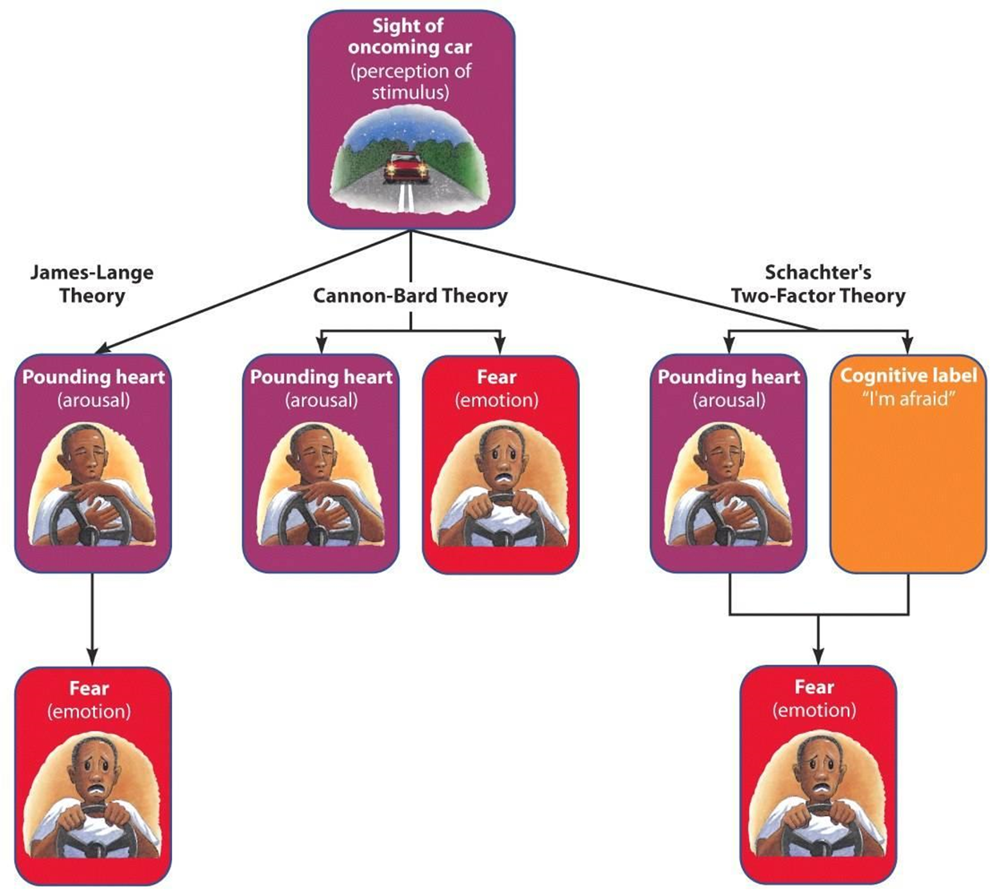 Sight of
oncoming car
(perception of
stimulus)
James-Lange
Theory
Cannon-Bard Theory
Schachter's
Two-Factor Theory
Pounding heart
(arousal)
Pounding heart
(arousal)
Fear
(emotion)
Pounding heart
(arousal)
Cognitive label
“I'm afraid”
Fear
(emotion)
Fear
(emotion)